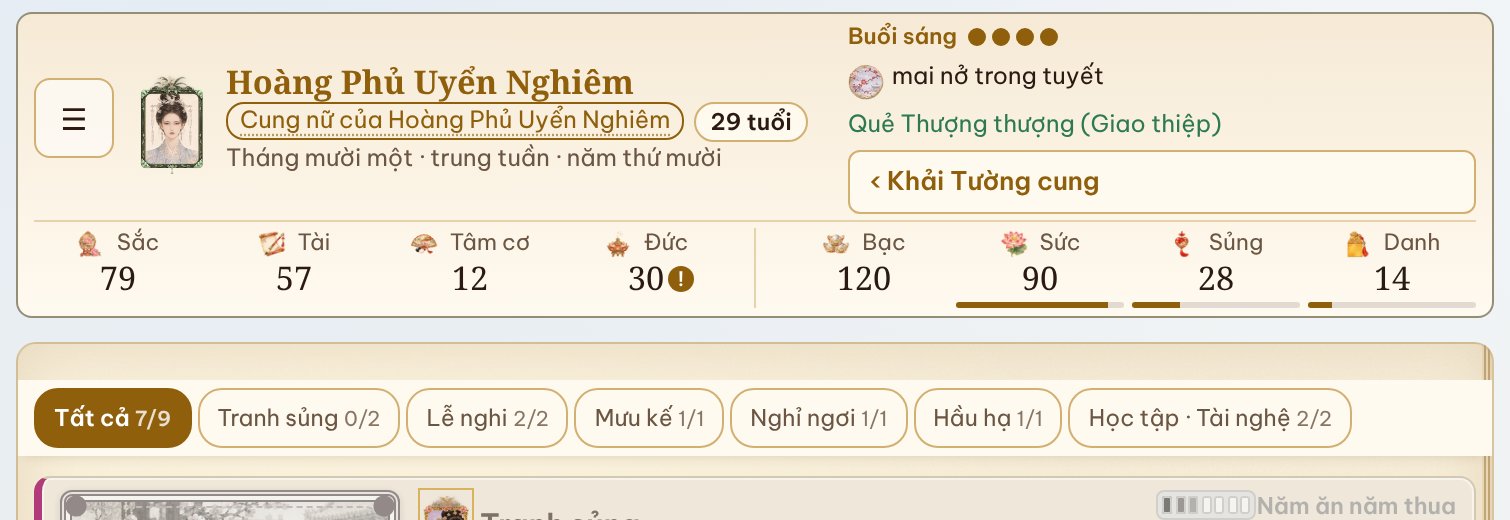 Buổi sáng
Hoàng Phủ Uyển Nghiêm
mai nở trong tuyết
Cung nữ của Hoàng Phủ Uyển Nghiêm 29 tuổi
Quẻ Thượng thượng (Giao thiệp)
Tháng mười một · trung tuần · năm thứ mười
‹ Khải Tường cung
Sắc Tài Tâm cơ Đức Bạc Sức Sủng Danh
79 57 12 30 ! 120 90 28 14
Tất cả 7/9 Tranh sủng 0/2 Lễ nghi 2/2 Mưu kế 1/1 Nghỉ ngơi 1/1 Hầu hạ 1/1 Học tập · Tài nghệ 2/2
Năm ăn năm thua
Tranh sủng